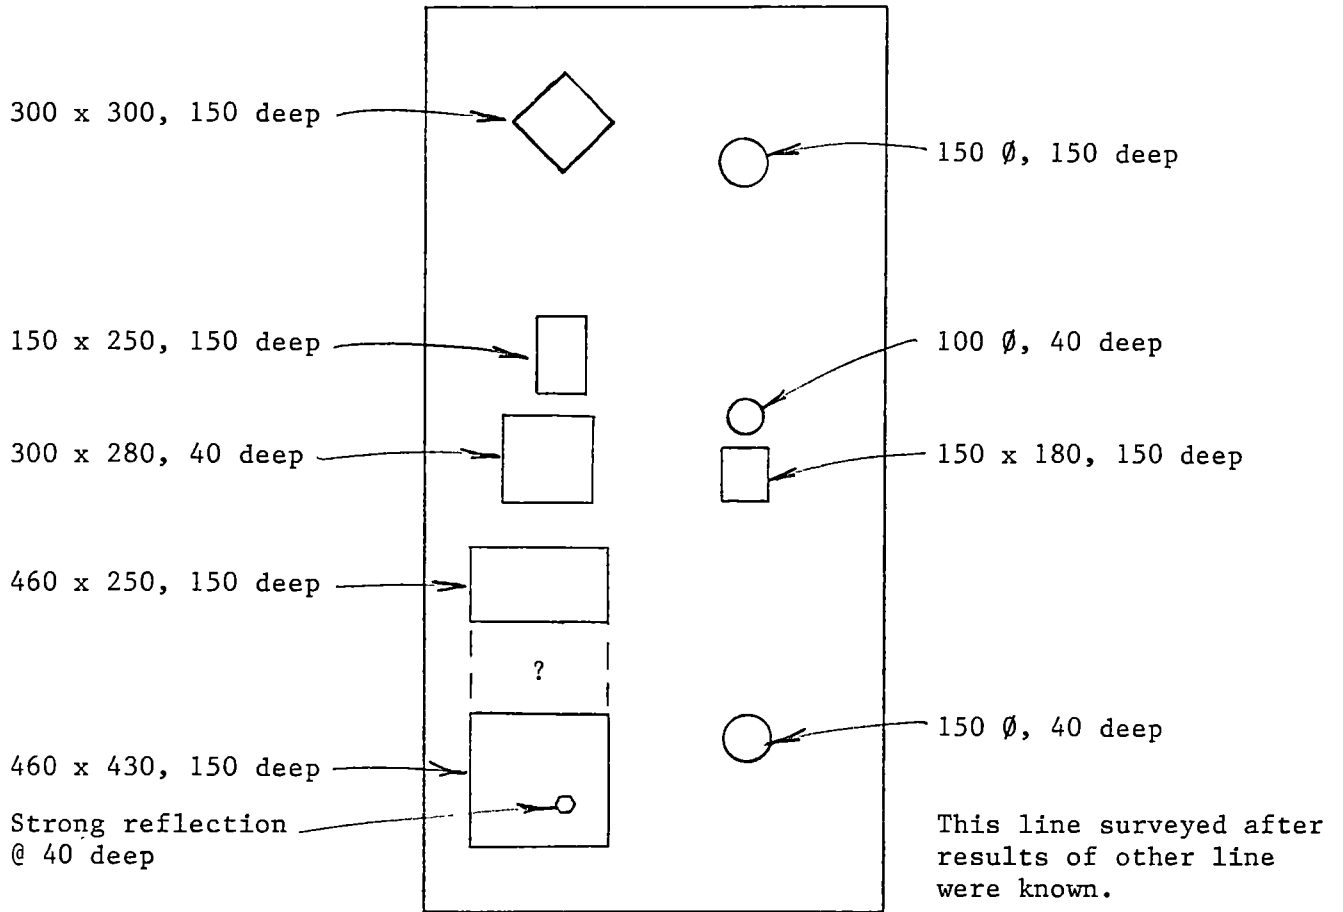 300 x 300, 150 deep
150 Ø, 150 deep
150 x 250, 150 deep
100 Ø, 40 deep
300 x 280, 40 deep
150 x 180, 150 deep
460 x 250, 150 deep
?
150 Ø, 40 deep
460 x 430, 150 deep
Strong reflection
@ 40 deep
This line surveyed after
results of other line
were known.